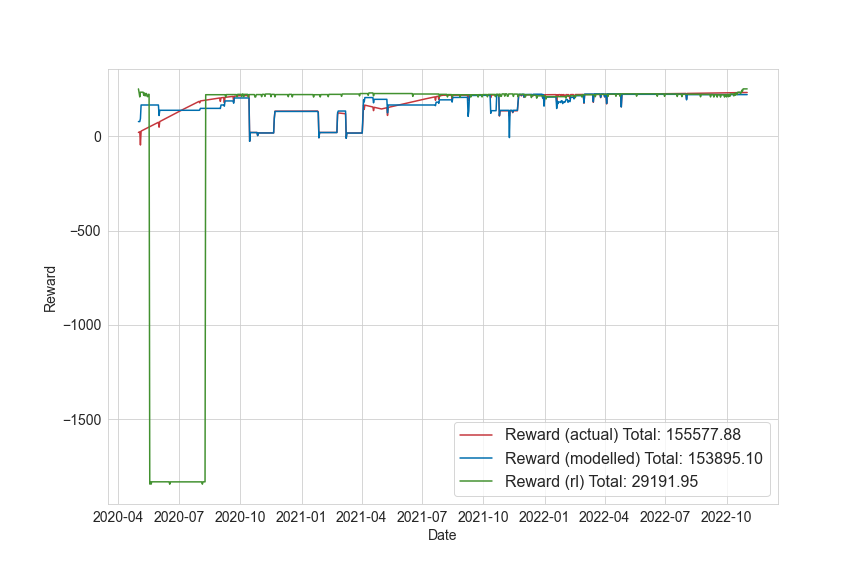 0
−500
−1000
−1500
Reward
Reward (actual) Total: 155577.88
Reward (modelled) Total: 153895.10
Reward (rl) Total: 29191.95
2020-04 2020-07 2020-10 2021-01 2021-04 2021-07 2021-10 2022-01 2022-04 2022-07 2022-10
Date